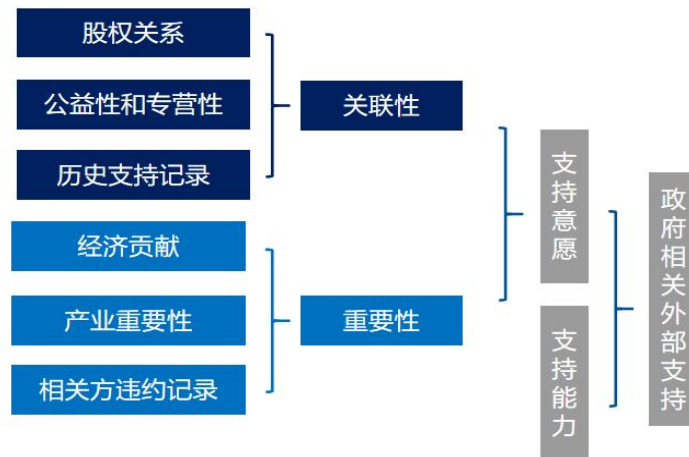 股权关系
公益性和专营性
历史支持记录
关联性
经济贡献
产业重要性
相关方违约记录
重要性
支持意愿
支持能力
政府相关外部支持